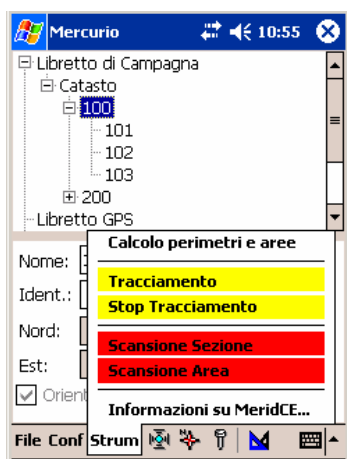 Mercurio 10:55
Libretto di Campagna
Catasto
100
101
102
103
200
Libretto GPS
Calcolo perimetri e aree
Nome:
Tracciamento
Ident.:
Stop Tracciamento
Nord:
Scansione Sezione
Est:
Scansione Area
Orient
Informazioni su MeridCE...
File Conf Strum